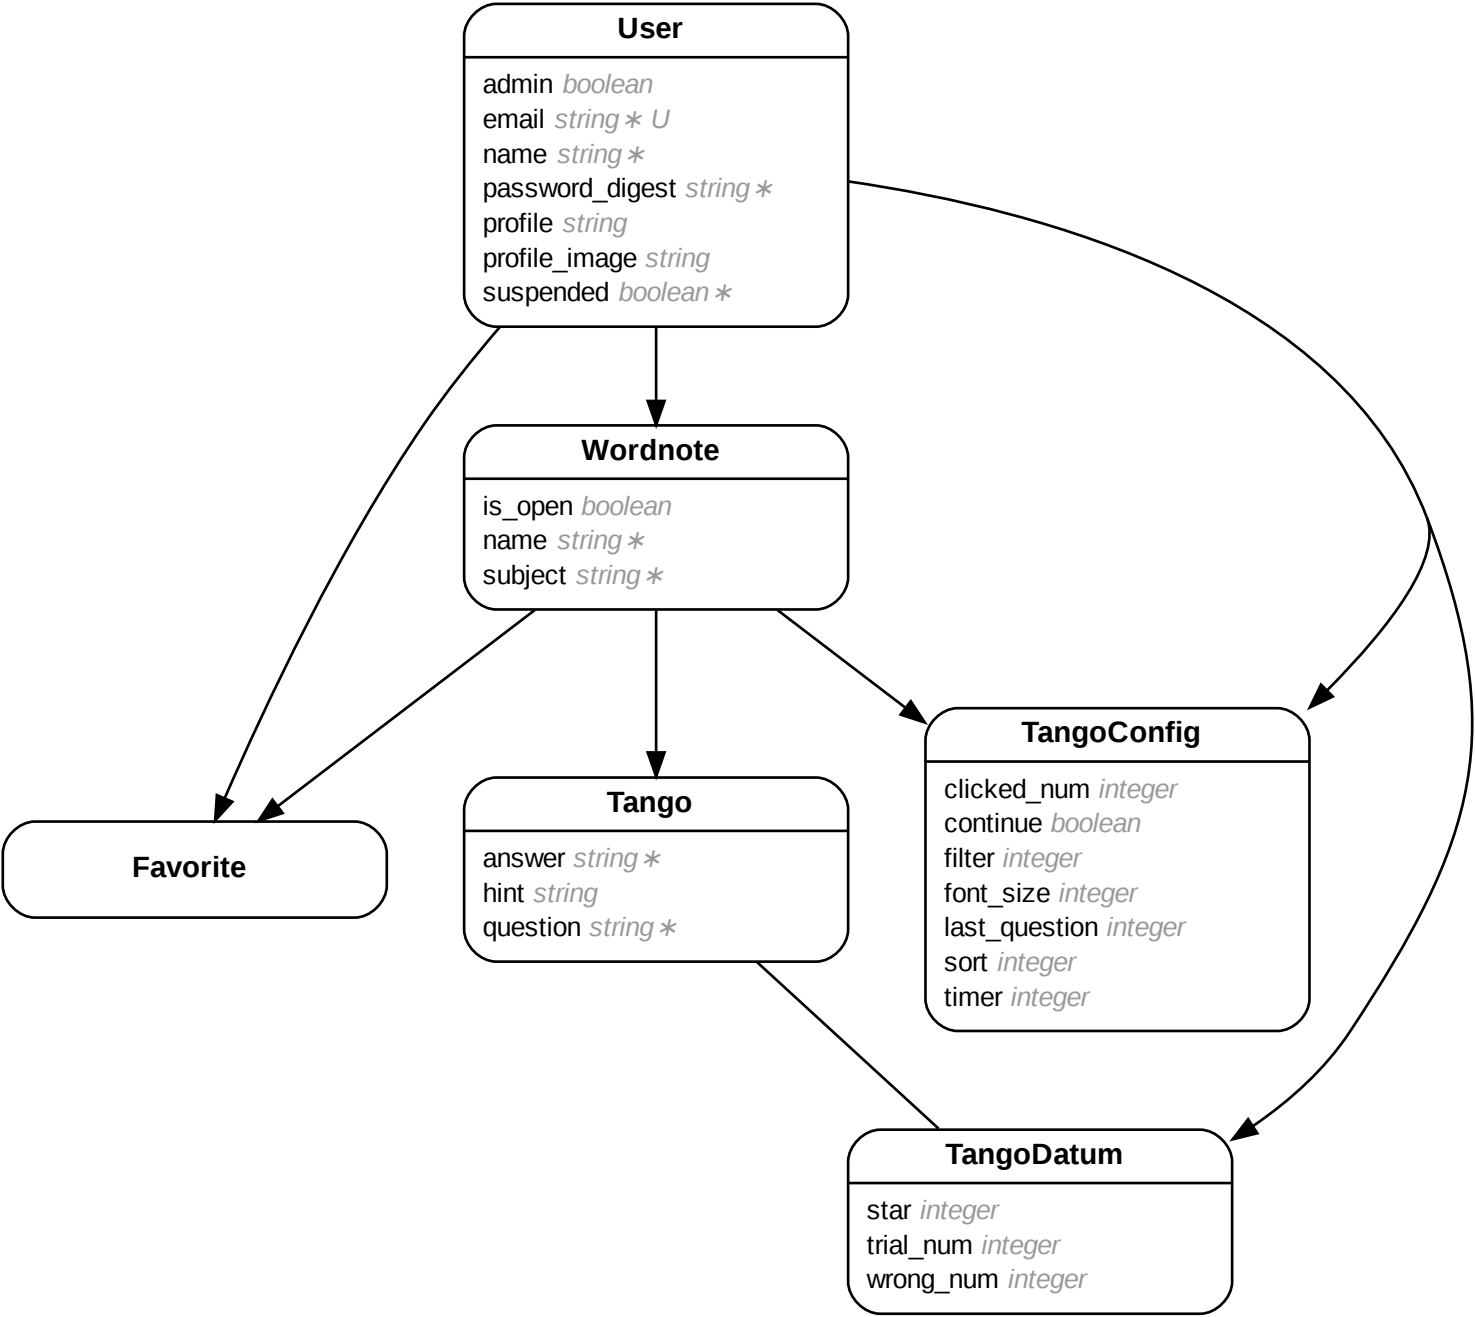 User
admin boolean
email string∗ U
name string∗
password_digest string∗
profile string
profile_image string
suspended boolean∗
Wordnote
is_open boolean
name string∗
subject string∗
Favorite
Tango
answer string∗
hint string
question string∗
TangoConfig
clicked_num integer
continue boolean
filter integer
font_size integer
last_question integer
sort integer
timer integer
TangoDatum
star integer
trial_num integer
wrong_num integer